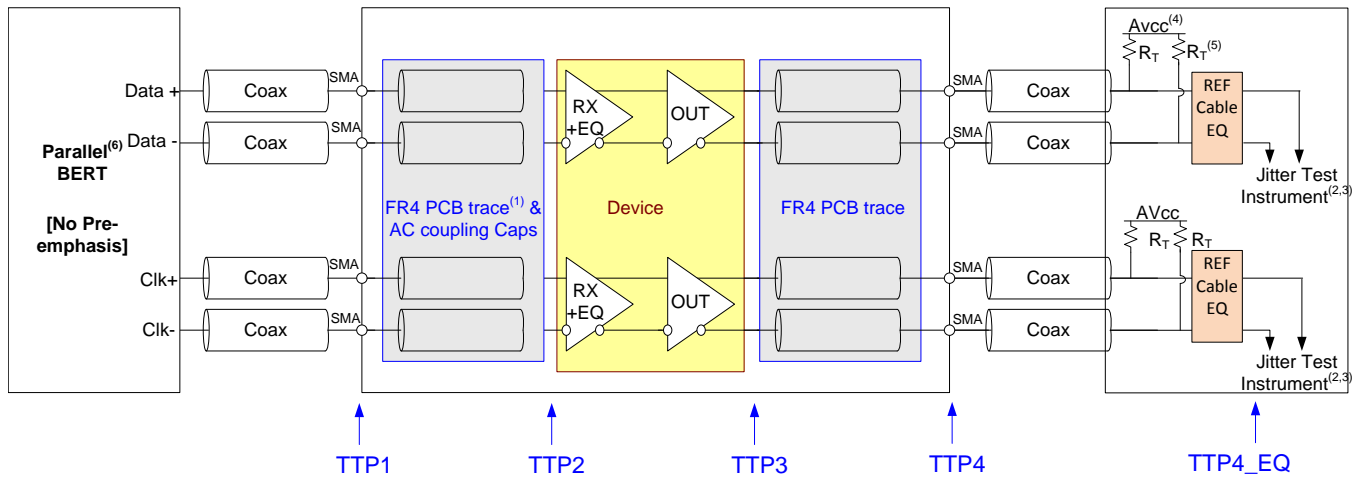 Parallel(6)
BERT
[No Pre-
emphasis]
Data +
Data -
Clk+
Clk-
Coax
Coax
Coax
Coax
SMA
SMA
SMA
SMA
FR4 PCB trace(1) &
AC coupling Caps
RX
+EQ
OUT
Device
RX
+EQ
OUT
FR4 PCB trace
SMA
SMA
SMA
SMA
Coax
Coax
Coax
Coax
Avcc(4)
RT
RT(5)
REF
Cable
EQ
Jitter Test
Instrument(2,3)
AVcc
RT
RT
REF
Cable
EQ
Jitter Test
Instrument(2,3)
TTP1
TTP2
TTP3
TTP4
TTP4_EQ